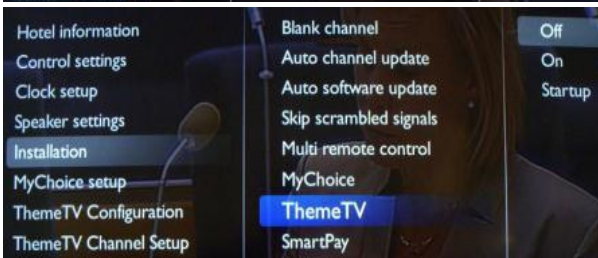 Hotel information
Control settings
Clock setup
Speaker settings
Installation
MyChoice setup
ThemeTV Configuration
ThemeTV Channel Setup
Blank channel
Auto channel update
Auto software update
Skip scrambled signals
Multi remote control
MyChoice
ThemeTV
SmartPay
Off
On
Startup